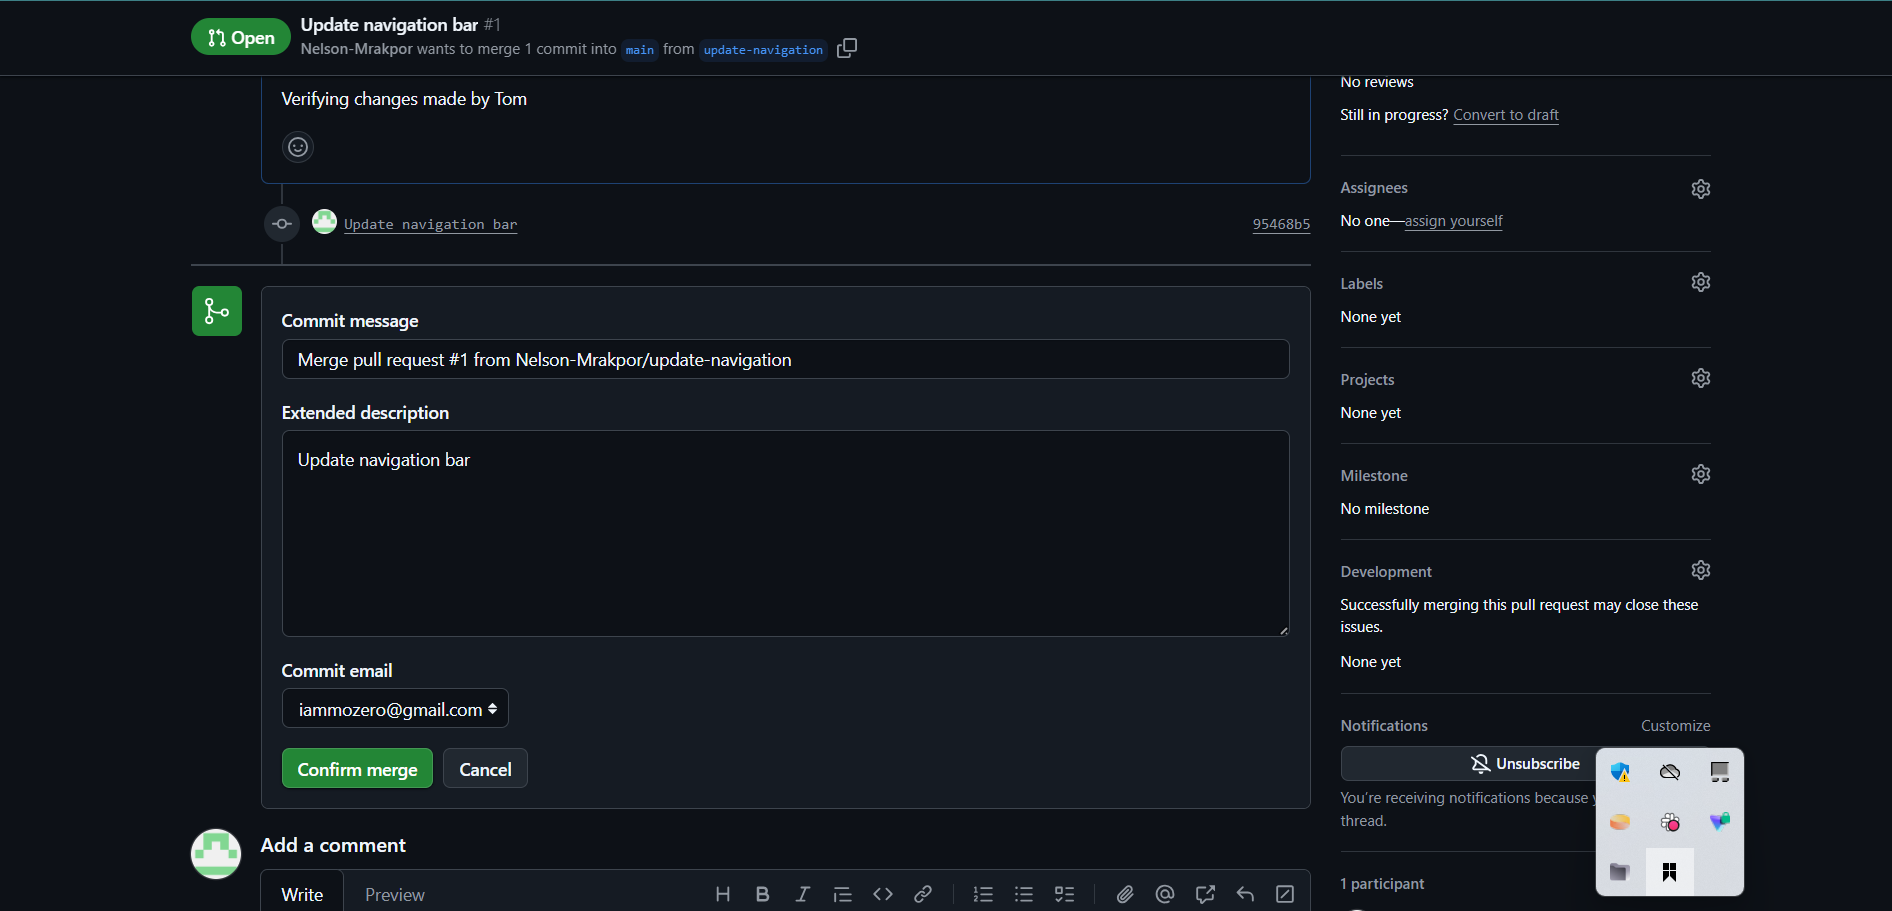 Open
Update navigation bar #1
Nelson-Mrakpor wants to merge 1 commit into main from update-navigation
Verifying changes made by Tom
Update navigation bar
95468b5
Commit message
Merge pull request #1 from Nelson-Mrakpor/update-navigation
Extended description
Update navigation bar
Commit email
iammozero@gmail.com
Confirm merge
Cancel
Add a comment
Write
Preview
No reviews
Still in progress? Convert to draft
Assignees
No one—assign yourself
Labels
None yet
Projects
None yet
Milestone
No milestone
Development
Successfully merging this pull request may close these
issues.
None yet
Notifications
Customize
Unsubscribe
You're receiving notifications because
thread.
1 participant